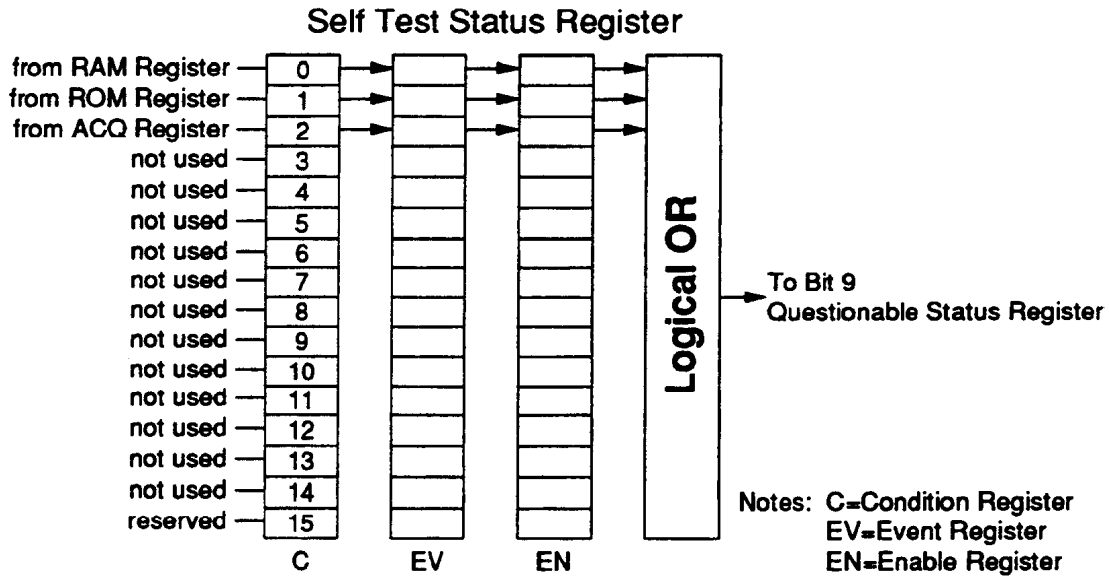 Self Test Status Register
from RAM Register 0
from ROM Register 1
from ACQ Register 2
not used 3
not used 4
not used 5
not used 6
not used 7
not used 8
not used 9
not used 10
not used 11
not used 12
not used 13
not used 14
reserved 15
C EV EN
Logical OR
To Bit 9
Questionable Status Register
Notes: C=Condition Register
EV=Event Register
EN=Enable Register